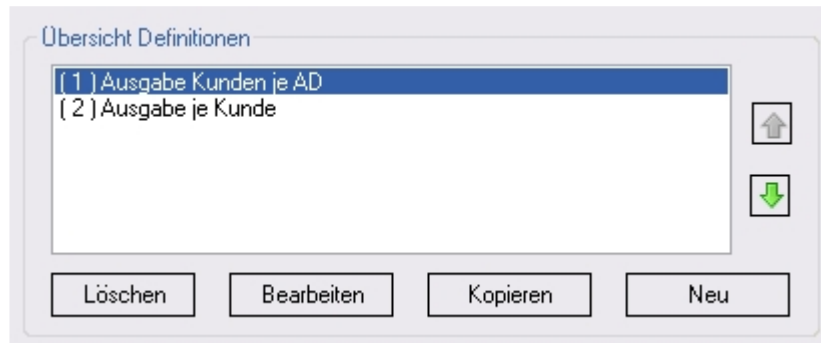 Übersicht Definitionen
( 1 ) Ausgabe Kunden je AD
( 2 ) Ausgabe je Kunde
Löschen Bearbeiten Kopieren Neu